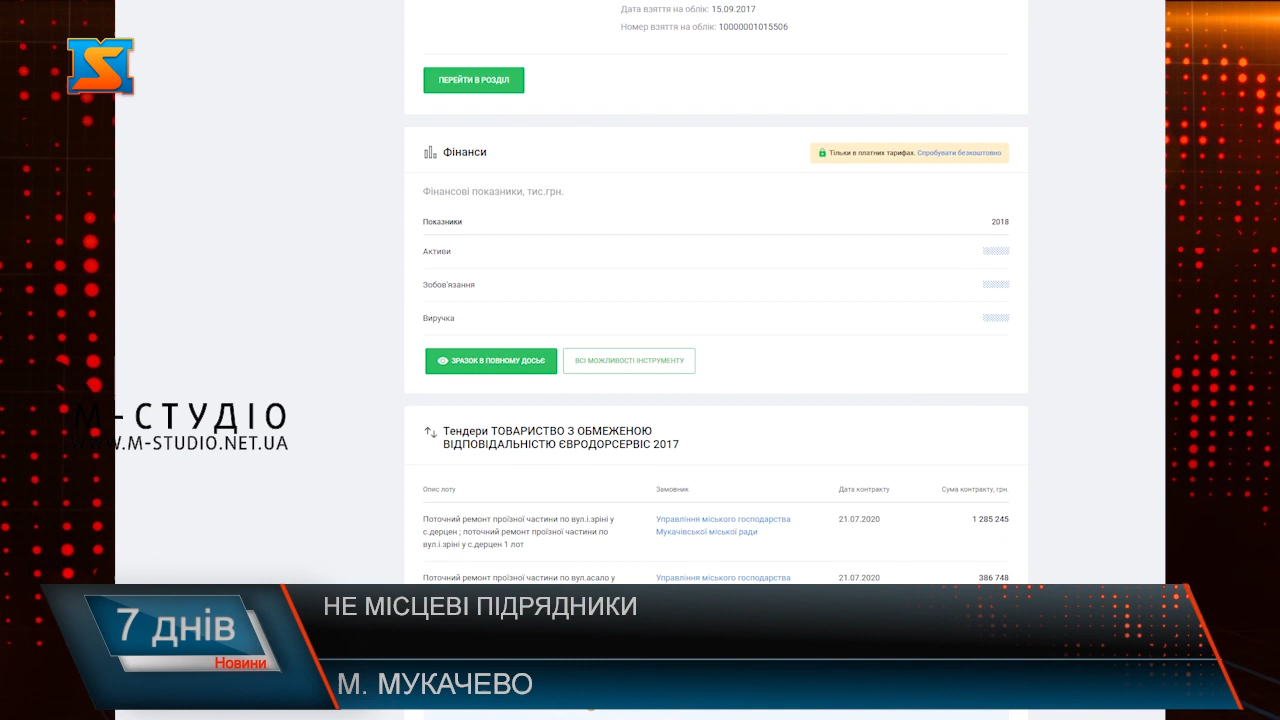 Дата взяття на облік: 15.09.2017
Номер взяття на облік: 10000001015506
ПЕРЕЙТИ В РОЗДІЛ
Фінанси
Тільки в платних тарифах. Спробувати безкоштовно
Фінансові показники, тис.грн.
Показники 2018
Активи
Зобов'язання
Виручка
ЗРАЗОК В ПОВНОМУ ДОСЬЄ ВСІ МОЖЛИВОСТІ ІНСТРУМЕНТУ
М-СТУДІО
WWW.M-STUDIO.NET.UA
Тендери ТОВАРИСТВО З ОБМЕЖЕНОЮ
ВІДПОВІДАЛЬНІСТЮ ЄВРОДОРСЕРВІС 2017
Опис лоту Замовник Дата контракту Сума контракту, грн.
Поточний ремонт проїзної частини по вул.і.зріні у Управління міського господарства 21.07.2020 1 285 245
с.дерцен ; поточний ремонт проїзної частини по Мукачівської міської ради
вул.і.зріні у с.дерцен 1 лот
Поточний ремонт проїзної частини по вул.асало у Управління міського господарства 21.07.2020 386 748
7 днів
Новини
НЕ МІСЦЕВІ ПІДРЯДНИКИ
М. МУКАЧЕВО